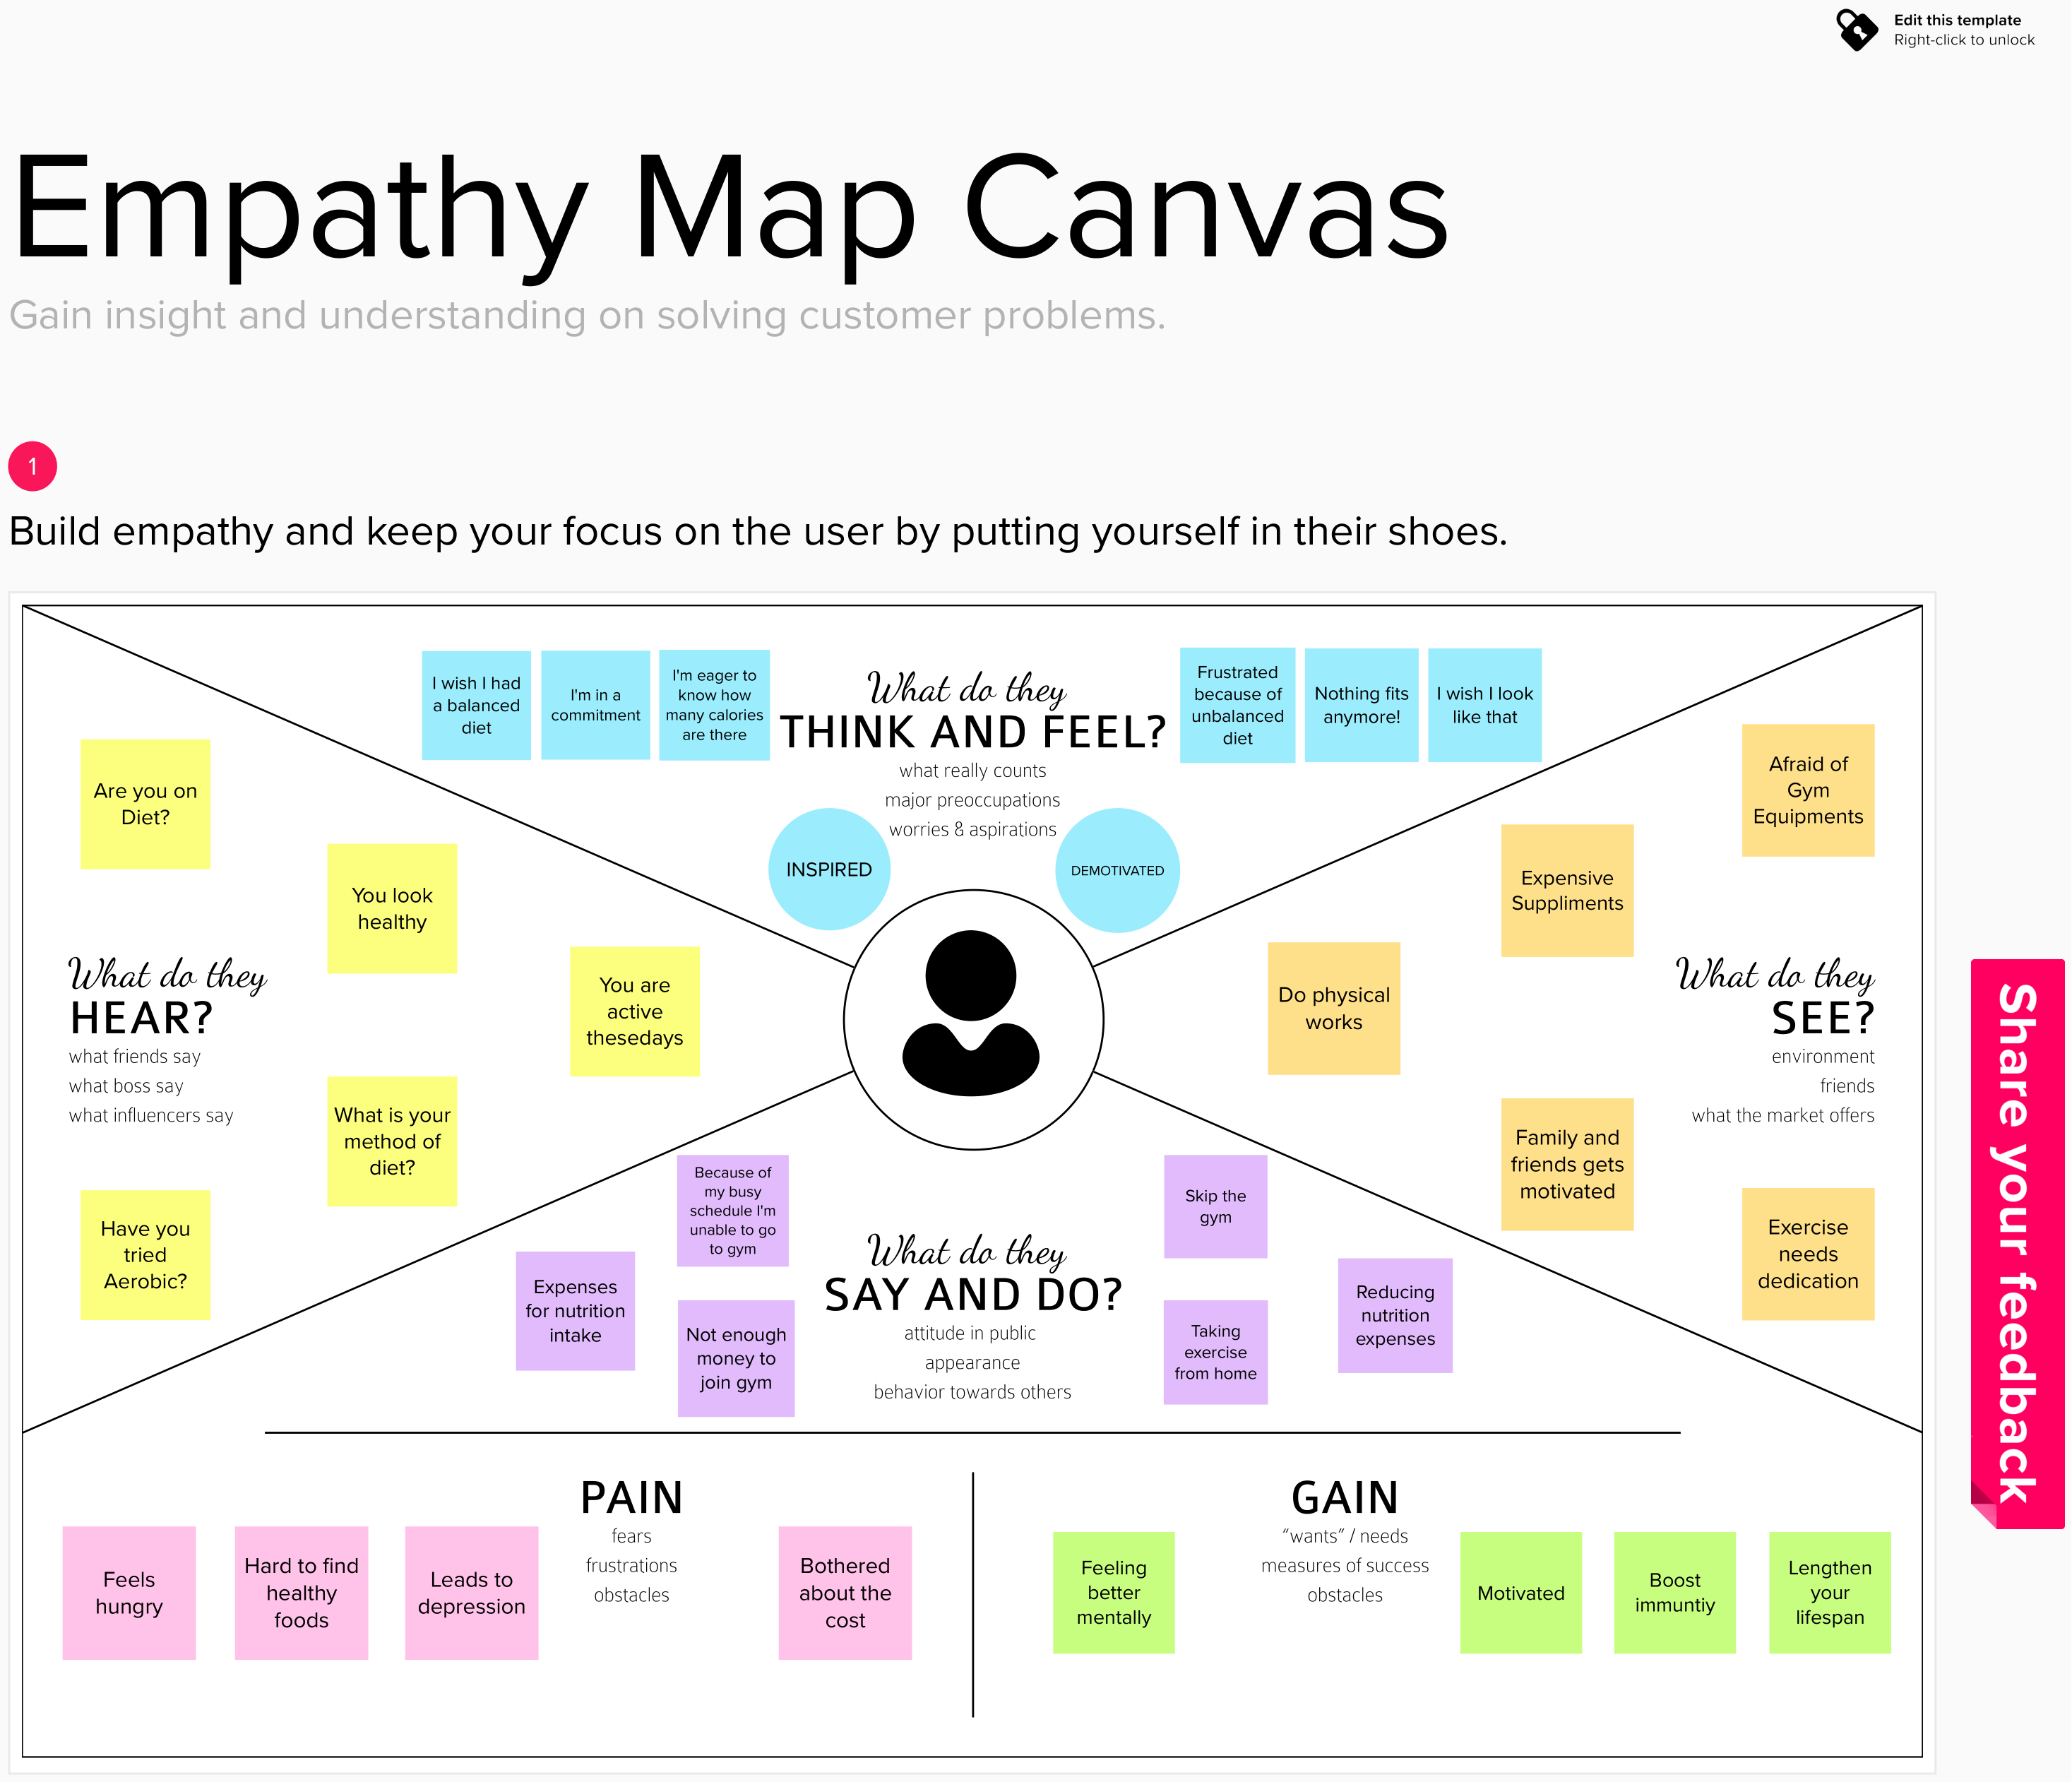 Edit this template
Right-click to unlock
Empathy Map Canvas
Gain insight and understanding on solving customer problems.
1
Build empathy and keep your focus on the user by putting yourself in their shoes.
I wish I had
a balanced
diet
I'm in a
commitment
I'm eager to
know how
many calories
are there
What do they
THINK AND FEEL?
what really counts
major preoccupations
worries & aspirations
Frustrated
because of
unbalanced
diet
Nothing fits
anymore!
I wish I look
like that
INSPIRED
DEMOTIVATED
Are you on
Diet?
You look
healthy
You are
active
thesedays
What do they
HEAR?
what friends say
what boss say
what influencers say
What is your
method of
diet?
Have you
tried
Aerobic?
Afraid of
Gym
Equipments
Expensive
Suppliments
Do physical
works
What do they
SEE?
environment
friends
what the market offers
Family and
friends gets
motivated
Exercise
needs
dedication
Because of
my busy
schedule I'm
unable to go
to gym
Expenses
for nutrition
intake
Not enough
money to
join gym
What do they
SAY AND DO?
attitude in public
appearance
behavior towards others
Skip the
gym
Taking
exercise
from home
Reducing
nutrition
expenses
PAIN
fears
frustrations
obstacles
Feels
hungry
Hard to find
healthy
foods
Leads to
depression
Bothered
about the
cost
GAIN
“wants” / needs
measures of success
obstacles
Feeling
better
mentally
Motivated
Boost
immuntiy
Lengthen
your
lifespan
Share your feedback